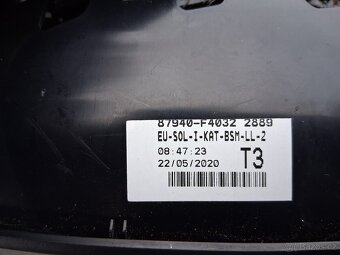 87940-F4032 2889
EU-SOL-I-KAT-BSM-LL-2
08:47:23
22/05/2020
T3